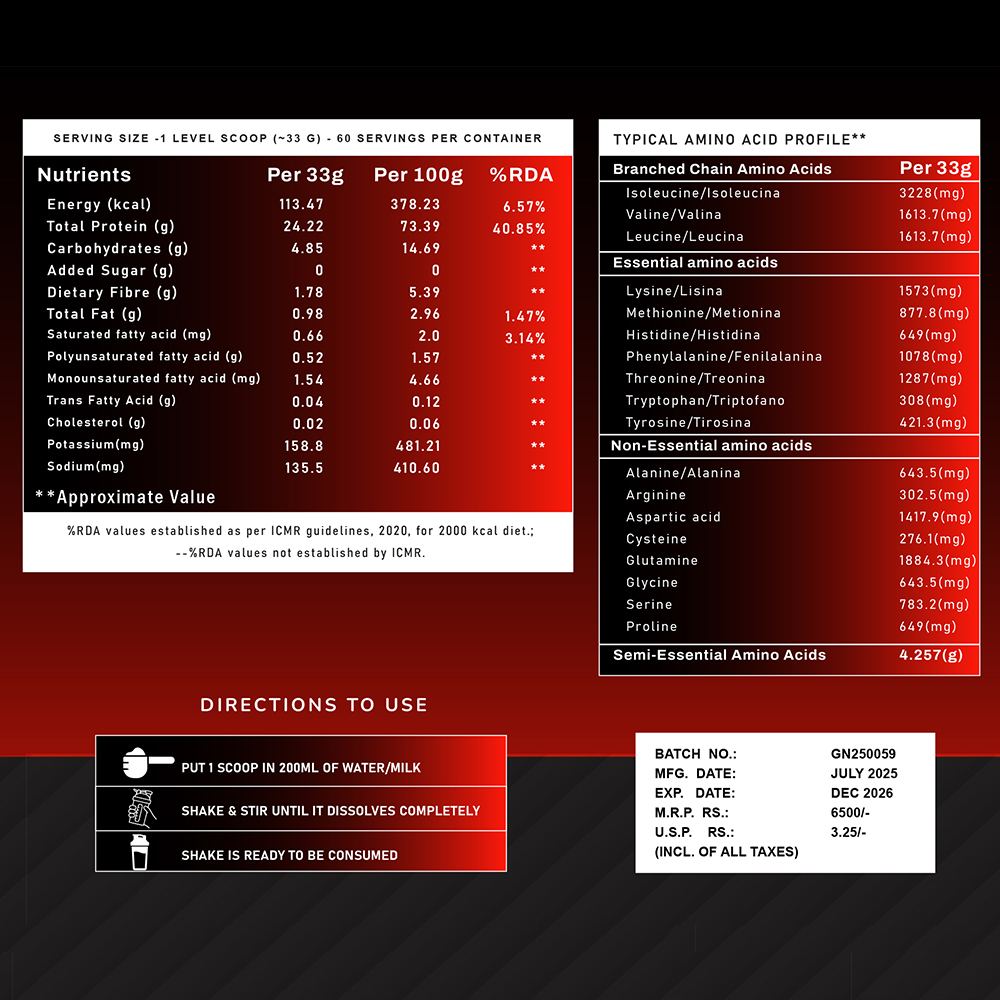 SERVING SIZE -1 LEVEL SCOOP (~33 G) - 60 SERVINGS PER CONTAINER
Nutrients Per 33g Per 100g %RDA
Energy (kcal) 113.47 378.23 6.57%
Total Protein (g) 24.22 73.39 40.85%
Carbohydrates (g) 4.85 14.69 **
Added Sugar (g) 0 0 **
Dietary Fibre (g) 1.78 5.39 **
Total Fat (g) 0.98 2.96 1.47%
Saturated fatty acid (mg) 0.66 2.0 3.14%
Polyunsaturated fatty acid (g) 0.52 1.57 **
Monounsaturated fatty acid (mg) 1.54 4.66 **
Trans Fatty Acid (g) 0.04 0.12 **
Cholesterol (g) 0.02 0.06 **
Potassium(mg) 158.8 481.21 **
Sodium(mg) 135.5 410.60 **
**Approximate Value
%RDA values established as per ICMR guidelines, 2020, for 2000 kcal diet.;
--%RDA values not established by ICMR.
TYPICAL AMINO ACID PROFILE**
Branched Chain Amino Acids Per 33g
Isoleucine/Isoleucina 3228(mg)
Valine/Valina 1613.7(mg)
Leucine/Leucina 1613.7(mg)
Essential amino acids
Lysine/Lisina 1573(mg)
Methionine/Metionina 877.8(mg)
Histidine/Histidina 649(mg)
Phenylalanine/Fenilalanina 1078(mg)
Threonine/Treonina 1287(mg)
Tryptophan/Triptofano 308(mg)
Tyrosine/Tirosina 421.3(mg)
Non-Essential amino acids
Alanine/Alanina 643.5(mg)
Arginine 302.5(mg)
Aspartic acid 1417.9(mg)
Cysteine 276.1(mg)
Glutamine 1884.3(mg)
Glycine 643.5(mg)
Serine 783.2(mg)
Proline 649(mg)
Semi-Essential Amino Acids 4.257(g)
DIRECTIONS TO USE
PUT 1 SCOOP IN 200ML OF WATER/MILK
SHAKE & STIR UNTIL IT DISSOLVES COMPLETELY
SHAKE IS READY TO BE CONSUMED
BATCH NO.: GN250059
MFG. DATE: JULY 2025
EXP. DATE: DEC 2026
M.R.P. RS.: 6500/-
U.S.P. RS.: 3.25/-
(INCL. OF ALL TAXES)